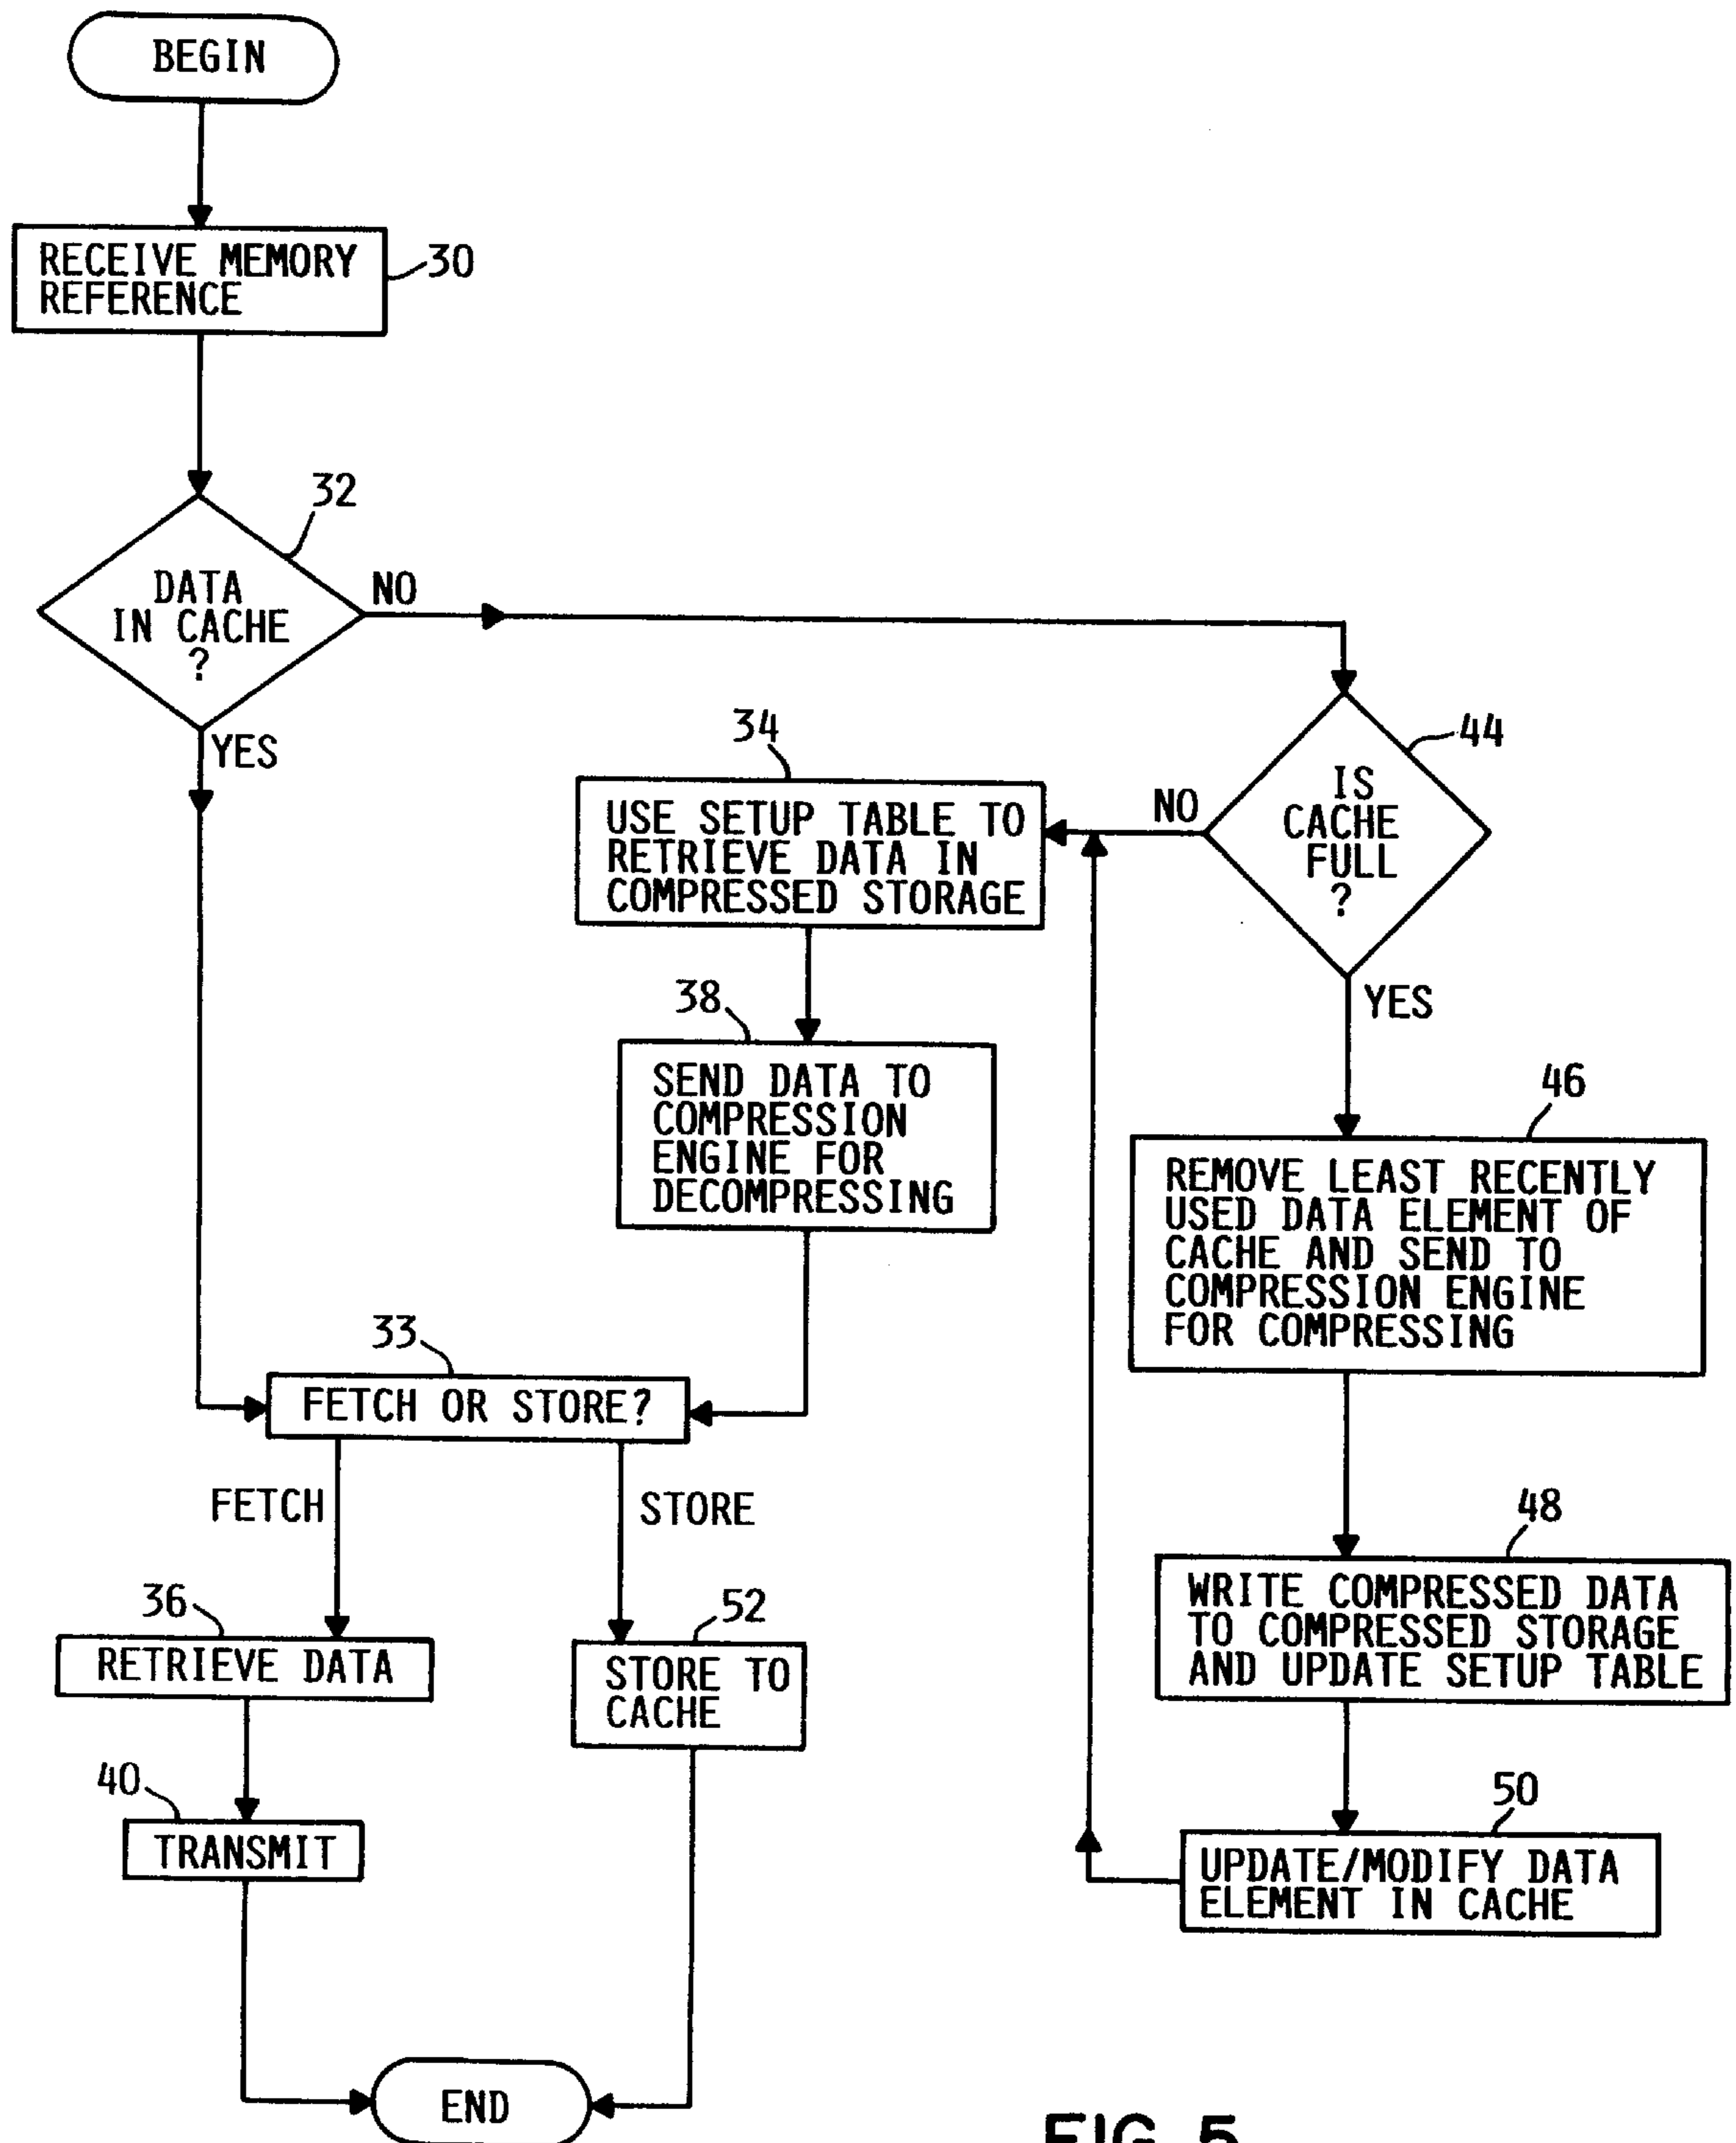 BEGIN
RECEIVE MEMORY
REFERENCE
30
32
DATA
IN CACHE
?
NO
YES
44
IS
CACHE
FULL
?
NO
YES
34
USE SETUP TABLE TO
RETRIEVE DATA IN
COMPRESSED STORAGE
38
SEND DATA TO
COMPRESSION
ENGINE FOR
DECOMPRESSING
46
REMOVE LEAST RECENTLY
USED DATA ELEMENT OF
CACHE AND SEND TO
COMPRESSION ENGINE
FOR COMPRESSING
33
FETCH OR STORE?
FETCH
STORE
48
WRITE COMPRESSED DATA
TO COMPRESSED STORAGE
AND UPDATE SETUP TABLE
36
RETRIEVE DATA
52
STORE TO
CACHE
40
TRANSMIT
50
UPDATE/MODIFY DATA
ELEMENT IN CACHE
END
FIG. 5